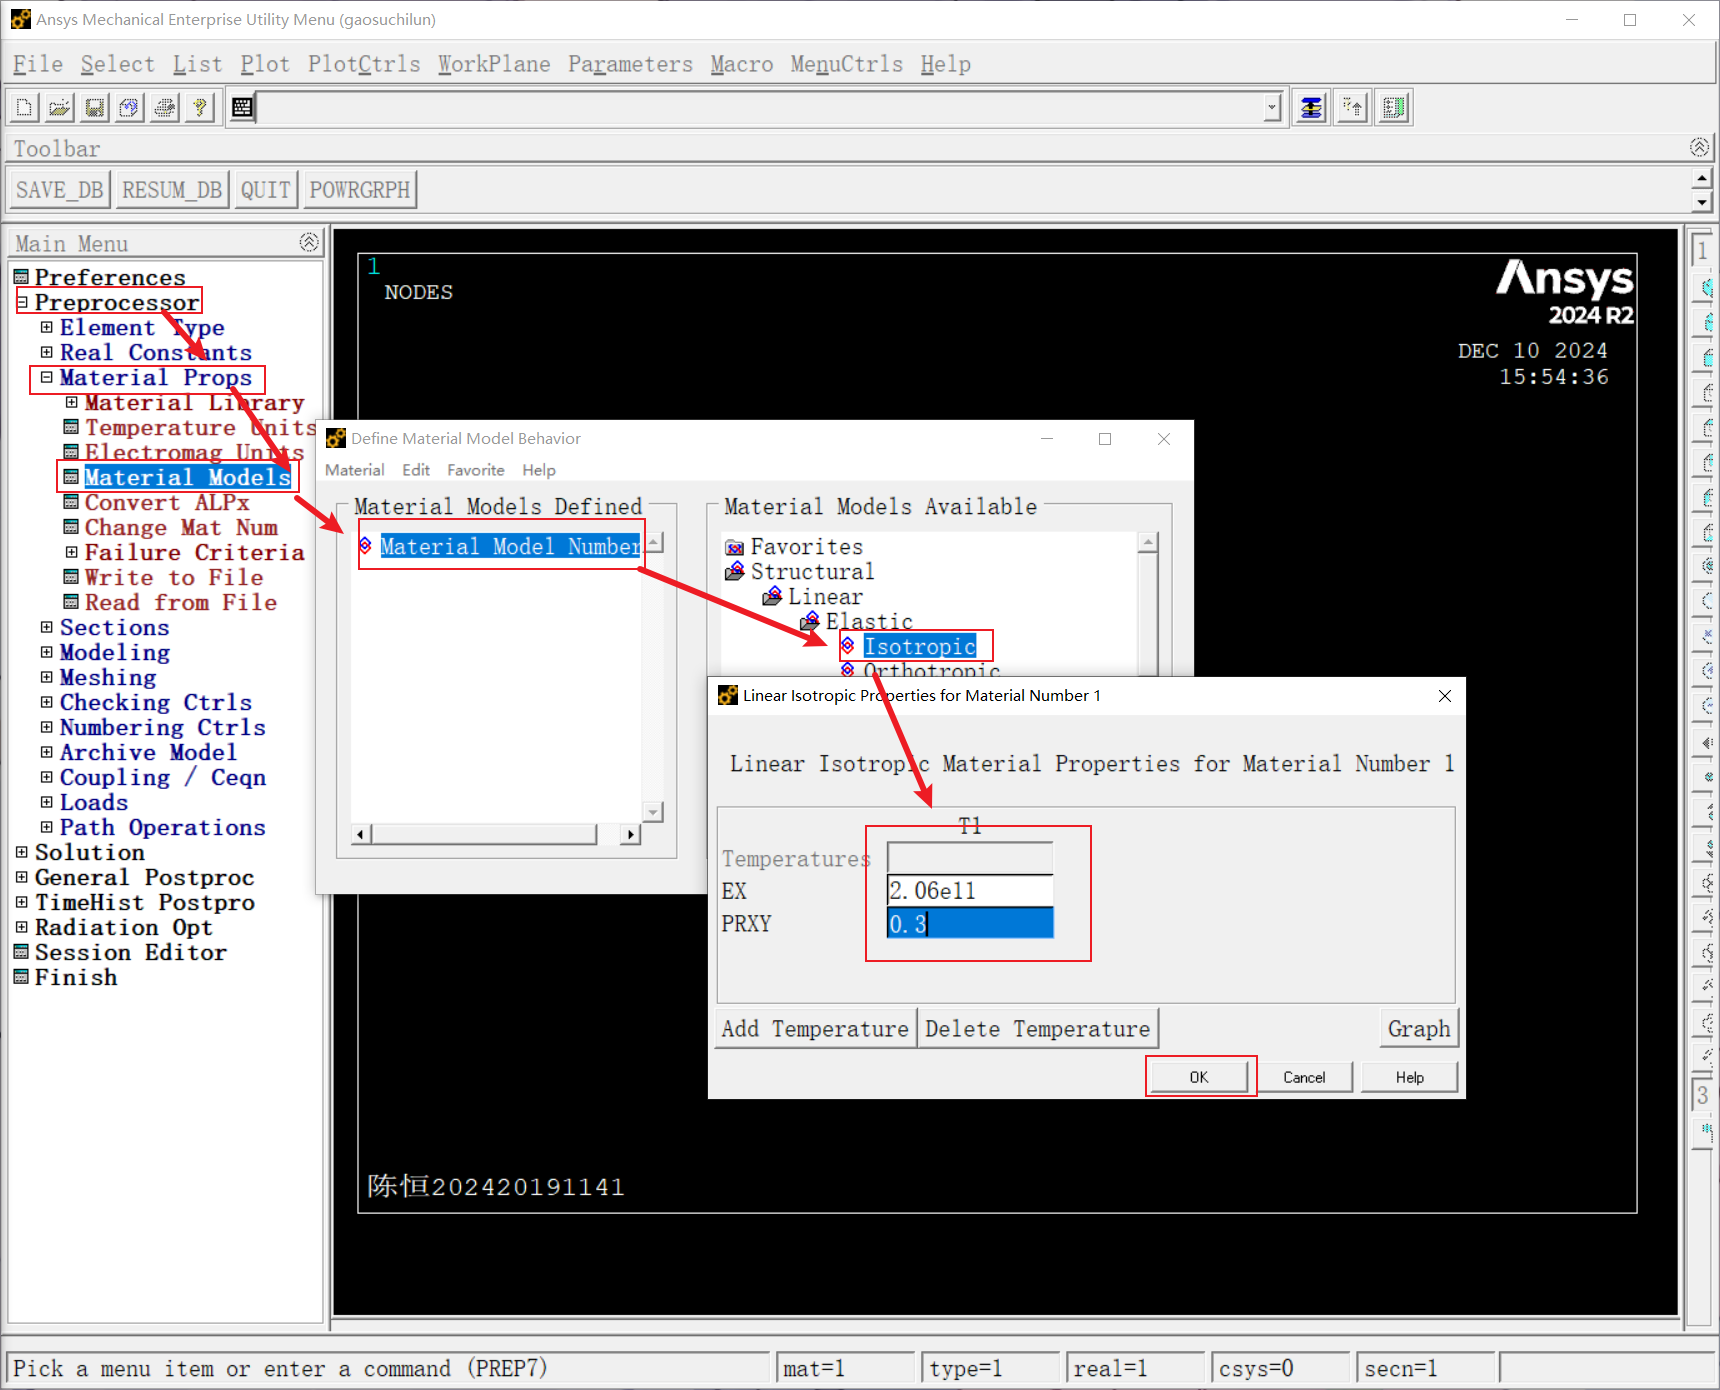 Ansys Mechanical Enterprise Utility Menu (gaosuchilun)
File Select List Plot PlotCtrls WorkPlane Parameters Macro MenuCtrls Help
Toolbar
SAVE_DB RESUM_DB QUIT POWRGRPH
Main Menu
Preferences
Preprocessor
Element Type
Real Constants
Material Props
Material Library
Temperature Units
Electromag Units
Material Models
Convert ALPx
Change Mat Num
Failure Criteria
Write to File
Read from File
Sections
Modeling
Meshing
Checking Ctrls
Numbering Ctrls
Archive Model
Coupling / Ceqn
Loads
Path Operations
Solution
General Postproc
TimeHist Postpro
Radiation Opt
Session Editor
Finish
1
NODES
Ansys
2024 R2
DEC 10 2024
15:54:36
Define Material Model Behavior
Material Edit Favorite Help
Material Models Defined
Material Model Number
Material Models Available
Favorites
Structural
Linear
Elastic
Isotropic
Orthotropic
Linear Isotropic Properties for Material Number 1
Linear Isotropic Material Properties for Material Number 1
T1
Temperatures
EX 2.06e11
PRXY 0.3
Add Temperature Delete Temperature Graph
OK Cancel Help
陈恒202420191141
1
3
Pick a menu item or enter a command (PREP7) mat=1 type=1 real=1 csys=0 secn=1